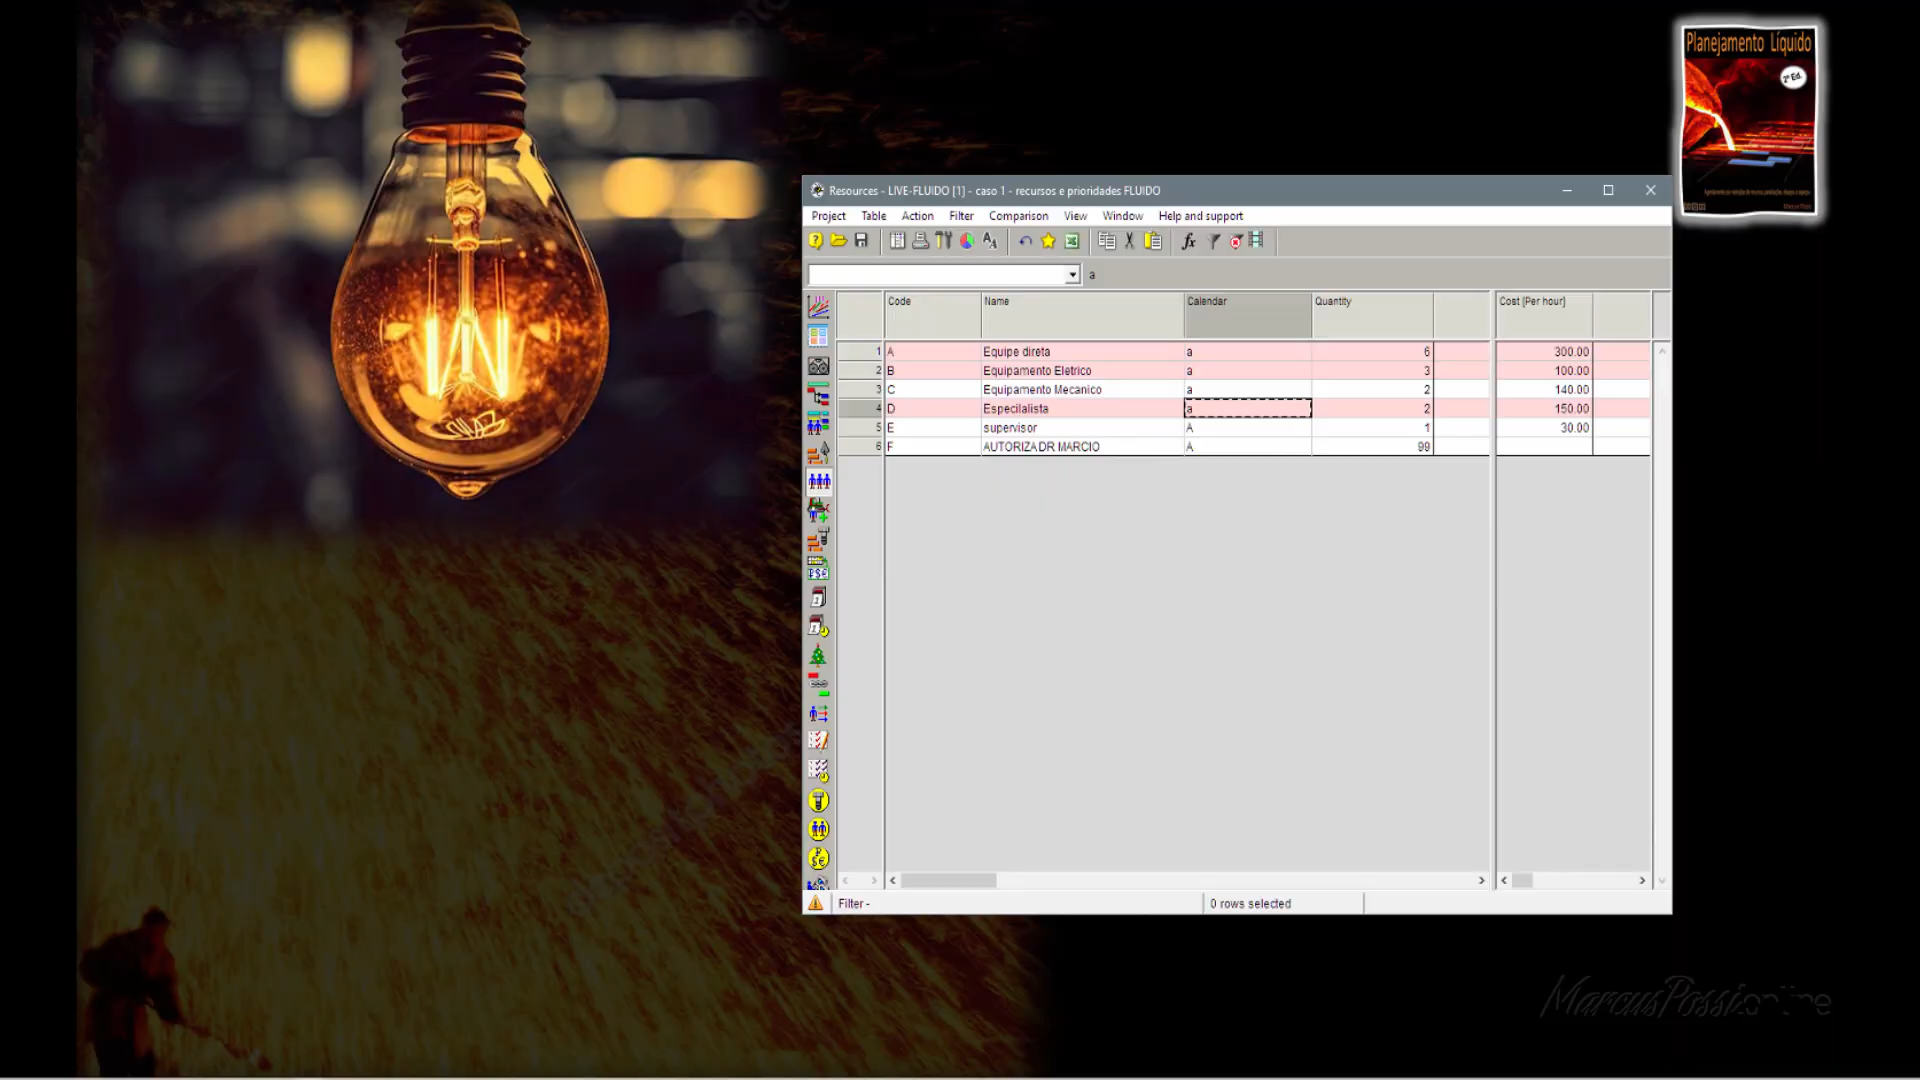 Planejamento Líquido
2ª Ed.
Resources - LIVE-FLUIDO [1] - caso 1 - recursos e prioridades FLUIDO
Project Table Action Filter Comparison View Window Help and support
a
Code Name Calendar Quantity Cost (Per hour)
1 A Equipe direta a 6 300.00
2 B Equipamento Eletrico a 3 100.00
3 C Equipamento Mecanico a 2 140.00
4 D Especilalista a 2 150.00
5 E supervisor A 1 30.00
6 F AUTORIZA DR MARCIO A 99
Filter - 0 rows selected
MarcusPossi